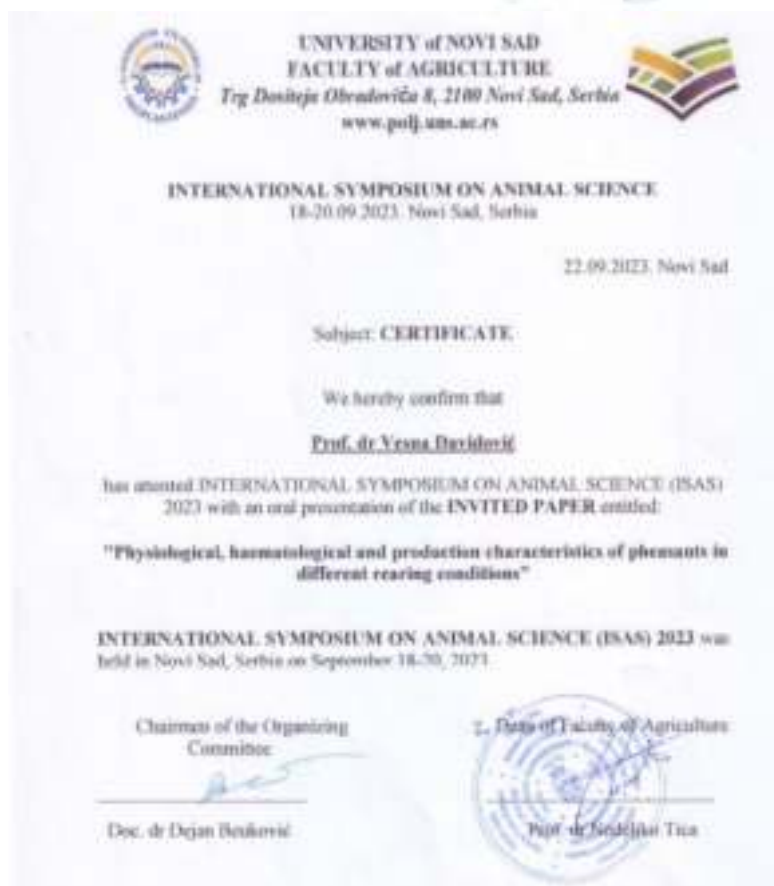 UNIVERSITY of NOVI SAD
FACULTY of AGRICULTURE
Trg Dositeja Obradovića 8, 2100 Novi Sad, Serbia
www.polj.uns.ac.rs
INTERNATIONAL SYMPOSIUM ON ANIMAL SCIENCE
18-20.09.2023. Novi Sad, Serbia
22.09.2023. Novi Sad
Subject: CERTIFICATE
We hereby confirm that
Prof. dr Vesna Davidović
has attented INTERNATIONAL SYMPOSIUM ON ANIMAL SCIENCE (ISAS)
2023 with an oral presentation of the INVITED PAPER entitled:
"Physiological, haematological and production characteristics of pheasants in
different rearing conditions"
INTERNATIONAL SYMPOSIUM ON ANIMAL SCIENCE (ISAS) 2023 was
held in Novi Sad, Serbia on September 18-20, 2023
Chairmen of the Organizing
Committee
Dean of Faculty of Agriculture
Doc. dr Dejan Beuković
Prof. dr Nedeljko Tica